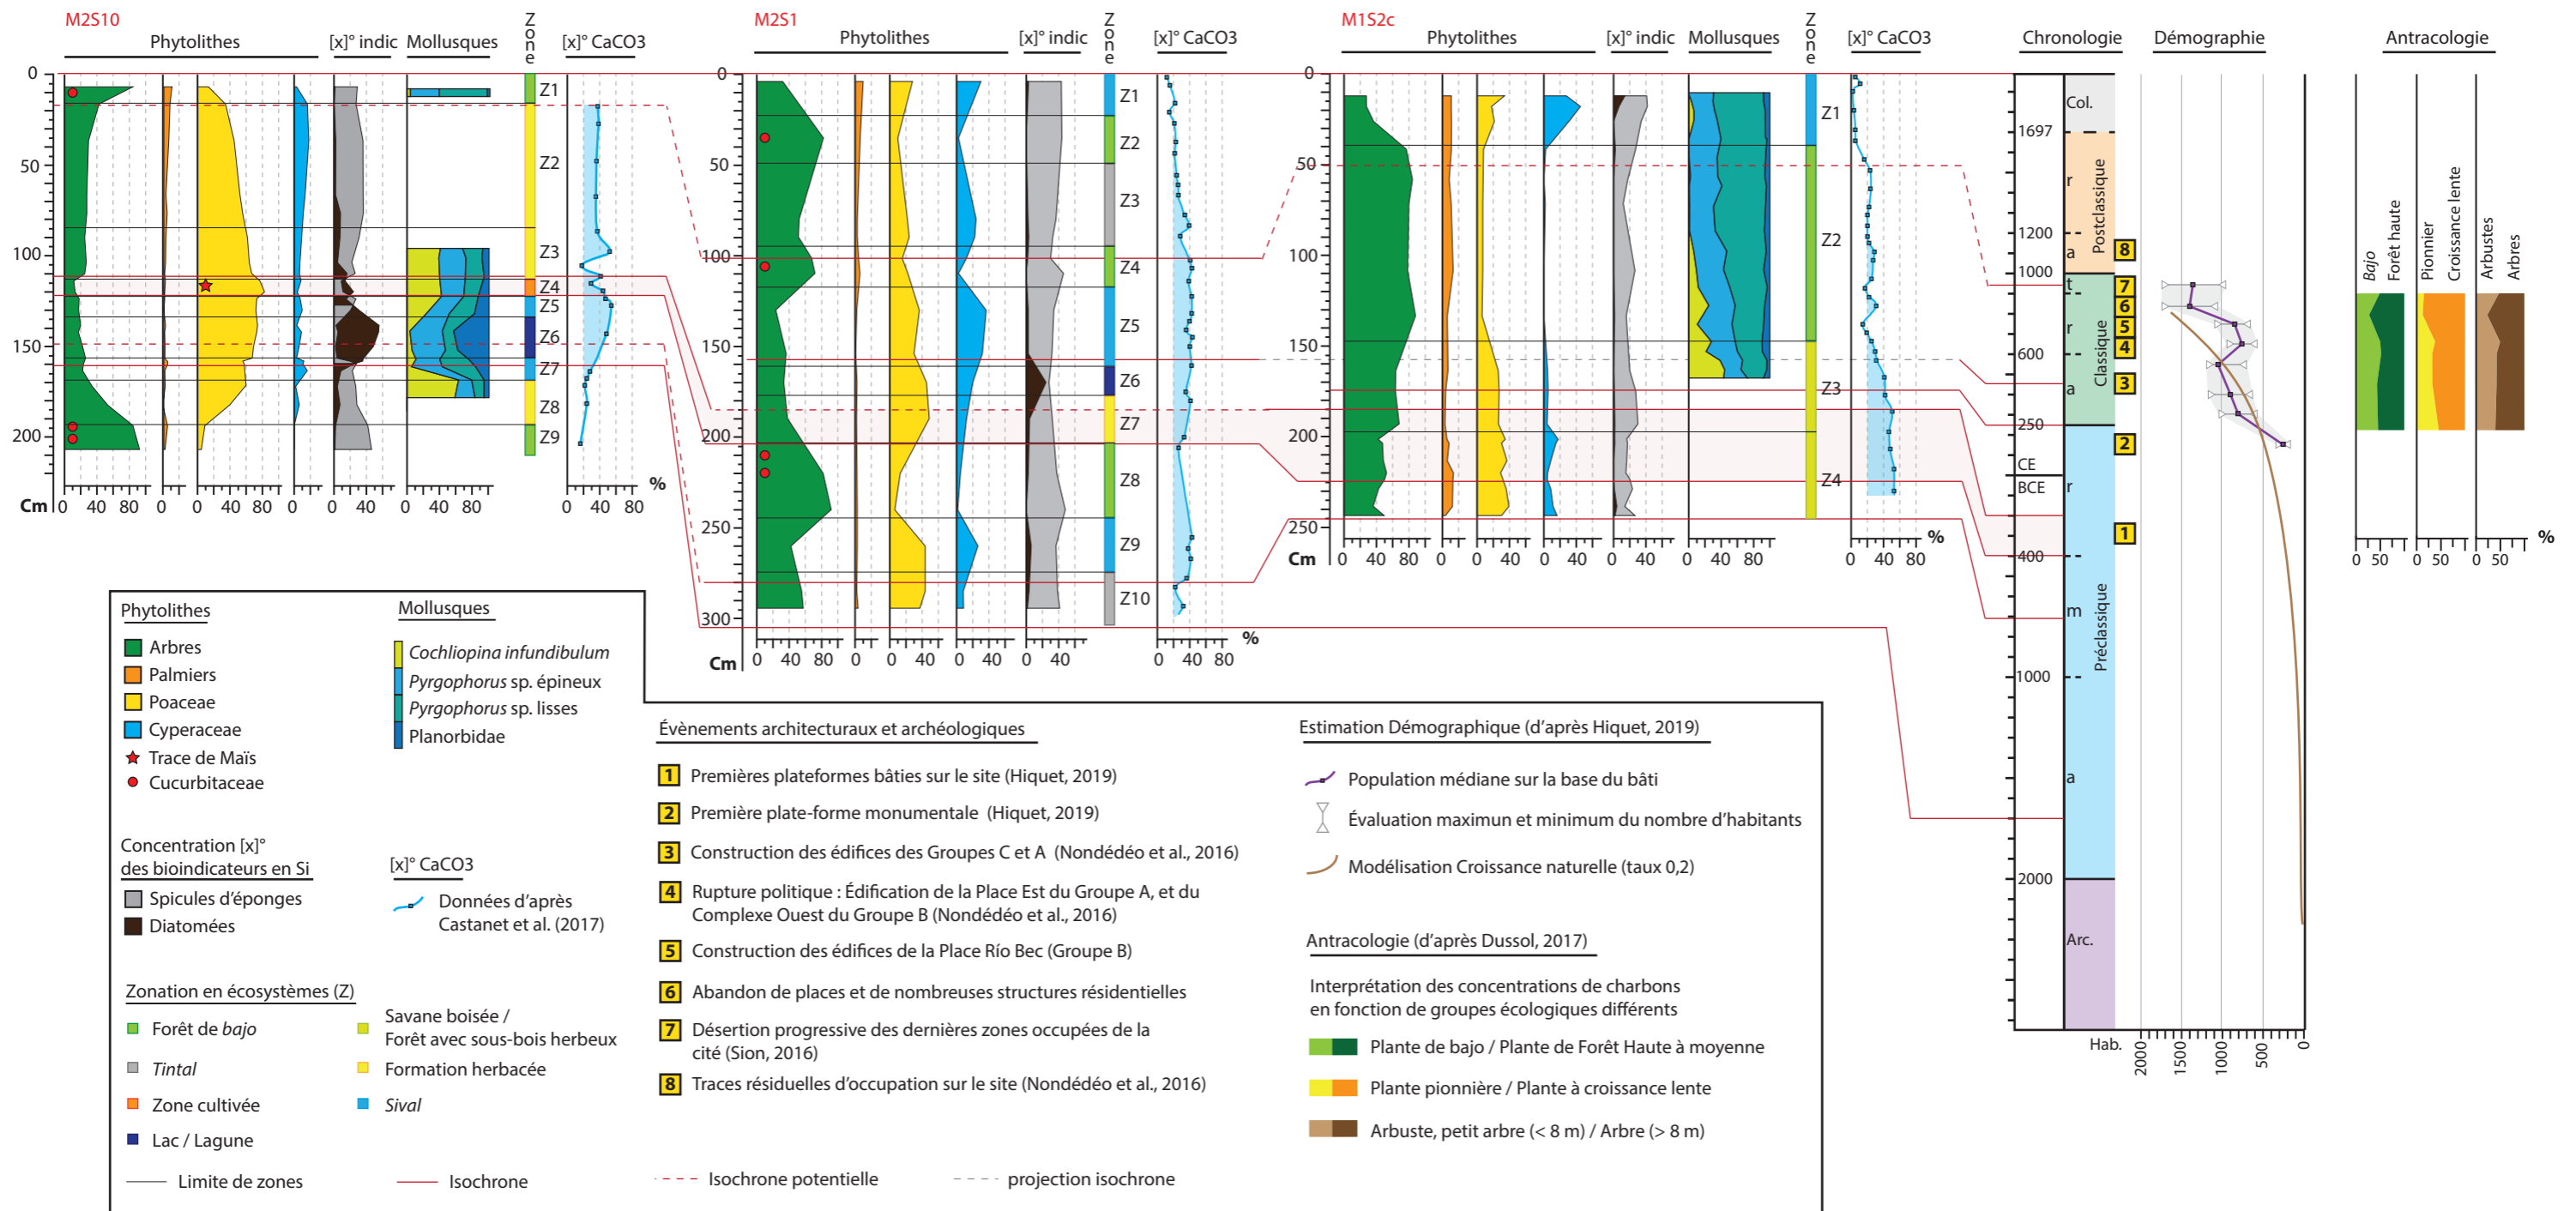 M2S10
Phytolithes
[x]° indic
Mollusques
Zone
[x]° CaCO3
0
50
100
150
200
Cm
Z1
Z2
Z3
Z4
Z5
Z6
Z7
Z8
Z9
0 40 80 0 0 40 80 0 0 40 0 40 80 0 40 80 %
M2S1
Phytolithes
[x]° indic
Zone
[x]° CaCO3
0
50
100
150
200
250
300
Cm
Z1
Z2
Z3
Z4
Z5
Z6
Z7
Z8
Z9
Z10
0 40 80 0 0 40 0 40 0 40 0 40 80 %
M1S2c
Phytolithes
[x]° indic
Mollusques
Zone
[x]° CaCO3
0
50
100
150
200
250
Cm
Z1
Z2
Z3
Z4
0 40 80 0 0 40 0 40 0 40 0 40 80 0 40 80 %
Chronologie
Col.
1697
Postclassique
1200
1000
Classique
600
250
CE
BCE
400
Préclassique
1000
2000
Arc.
r
a
t
r
a
r
m
a
8
7
6
5
4
3
2
1
Démographie
Hab.
2000 1500 1000 500 0
Antracologie
Bajo
Forêt haute
Pionnier
Croissance lente
Arbustes
Arbres
0 50 0 50 0 50 %
Phytolithes
Arbres
Palmiers
Poaceae
Cyperaceae
Trace de Maïs
Cucurbitaceae
Mollusques
Cochliopina infundibulum
Pyrgophorus sp. épineux
Pyrgophorus sp. lisses
Planorbidae
Concentration [x]°
des bioindicateurs en Si
Spicules d'éponges
Diatomées
[x]° CaCO3
Données d'après
Castanet et al. (2017)
Zonation en écosystèmes (Z)
Forêt de bajo
Tintal
Zone cultivée
Lac / Lagune
Savane boisée /
Forêt avec sous-bois herbeux
Formation herbacée
Sival
Évènements architecturaux et archéologiques
1 Premières plateformes bâties sur le site (Hiquet, 2019)
2 Première plate-forme monumentale (Hiquet, 2019)
3 Construction des édifices des Groupes C et A (Nondédéo et al., 2016)
4 Rupture politique : Édification de la Place Est du Groupe A, et du
Complexe Ouest du Groupe B (Nondédéo et al., 2016)
5 Construction des édifices de la Place Río Bec (Groupe B)
6 Abandon de places et de nombreuses structures résidentielles
7 Désertion progressive des dernières zones occupées de la
cité (Sion, 2016)
8 Traces résiduelles d'occupation sur le site (Nondédéo et al., 2016)
Estimation Démographique (d'après Hiquet, 2019)
Population médiane sur la base du bâti
Évaluation maximun et minimum du nombre d'habitants
Modélisation Croissance naturelle (taux 0,2)
Antracologie (d'après Dussol, 2017)
Interprétation des concentrations de charbons
en fonction de groupes écologiques différents
Plante de bajo / Plante de Forêt Haute à moyenne
Plante pionnière / Plante à croissance lente
Arbuste, petit arbre (< 8 m) / Arbre (> 8 m)
Limite de zones
Isochrone
Isochrone potentielle
projection isochrone